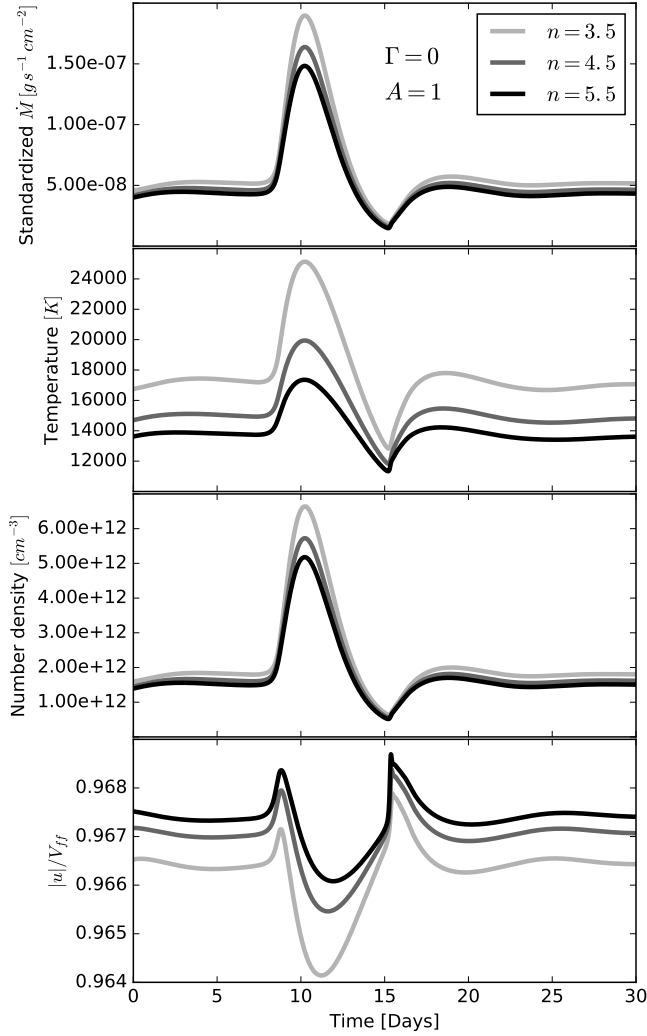 Standardized Ṁ [g s⁻¹ cm⁻²]
1.50e-07
1.00e-07
5.00e-08
Γ = 0
A = 1
n = 3.5
n = 4.5
n = 5.5
Temperature [K]
24000
22000
20000
18000
16000
14000
12000
Number density [cm⁻³]
6.00e+12
5.00e+12
4.00e+12
3.00e+12
2.00e+12
1.00e+12
|u|/V_ff
0.968
0.967
0.966
0.965
0.964
0 5 10 15 20 25 30
Time [Days]